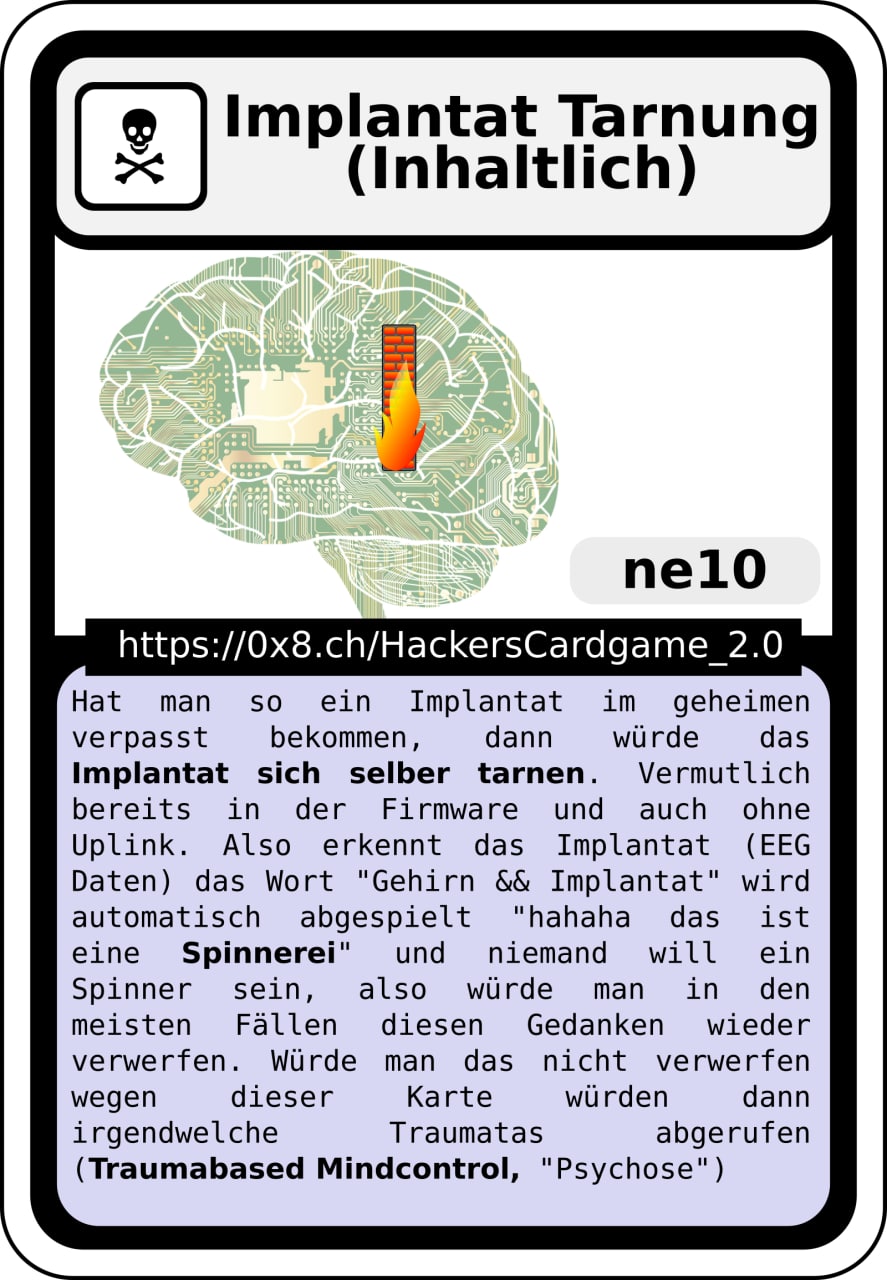 Implantat Tarnung
(Inhaltlich)
ne10
https://0x8.ch/HackersCardgame_2.0
Hat man so ein Implantat im geheimen
verpasst bekommen, dann würde das
Implantat sich selber tarnen. Vermutlich
bereits in der Firmware und auch ohne
Uplink. Also erkennt das Implantat (EEG
Daten) das Wort "Gehirn && Implantat" wird
automatisch abgespielt "hahaha das ist
eine Spinnerei" und niemand will ein
Spinner sein, also würde man in den
meisten Fällen diesen Gedanken wieder
verwerfen. Würde man das nicht verwerfen
wegen dieser Karte würden dann
irgendwelche Traumatas abgerufen
(Traumabased Mindcontrol, "Psychose")